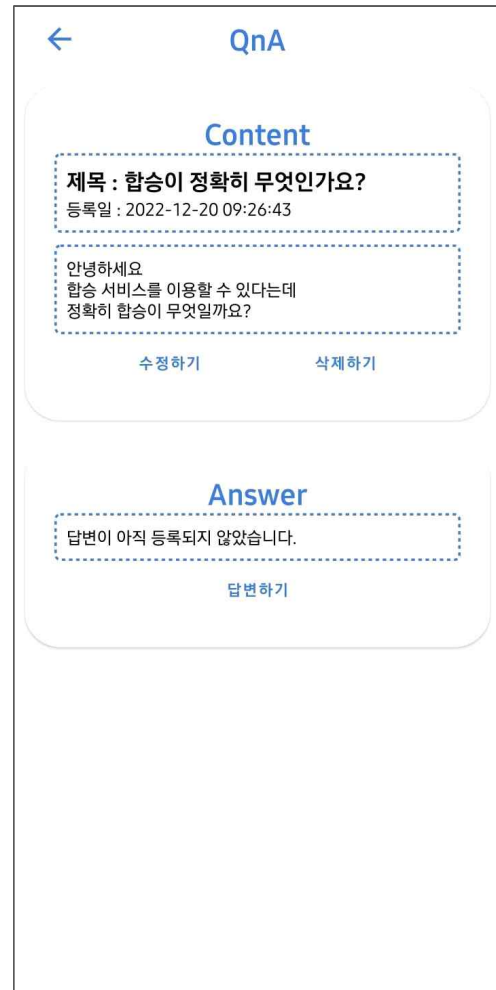 QnA
Content
제목 : 합승이 정확히 무엇인가요?
등록일 : 2022-12-20 09:26:43
안녕하세요
합승 서비스를 이용할 수 있다는데
정확히 합승이 무엇일까요?
수정하기 삭제하기
Answer
답변이 아직 등록되지 않았습니다.
답변하기